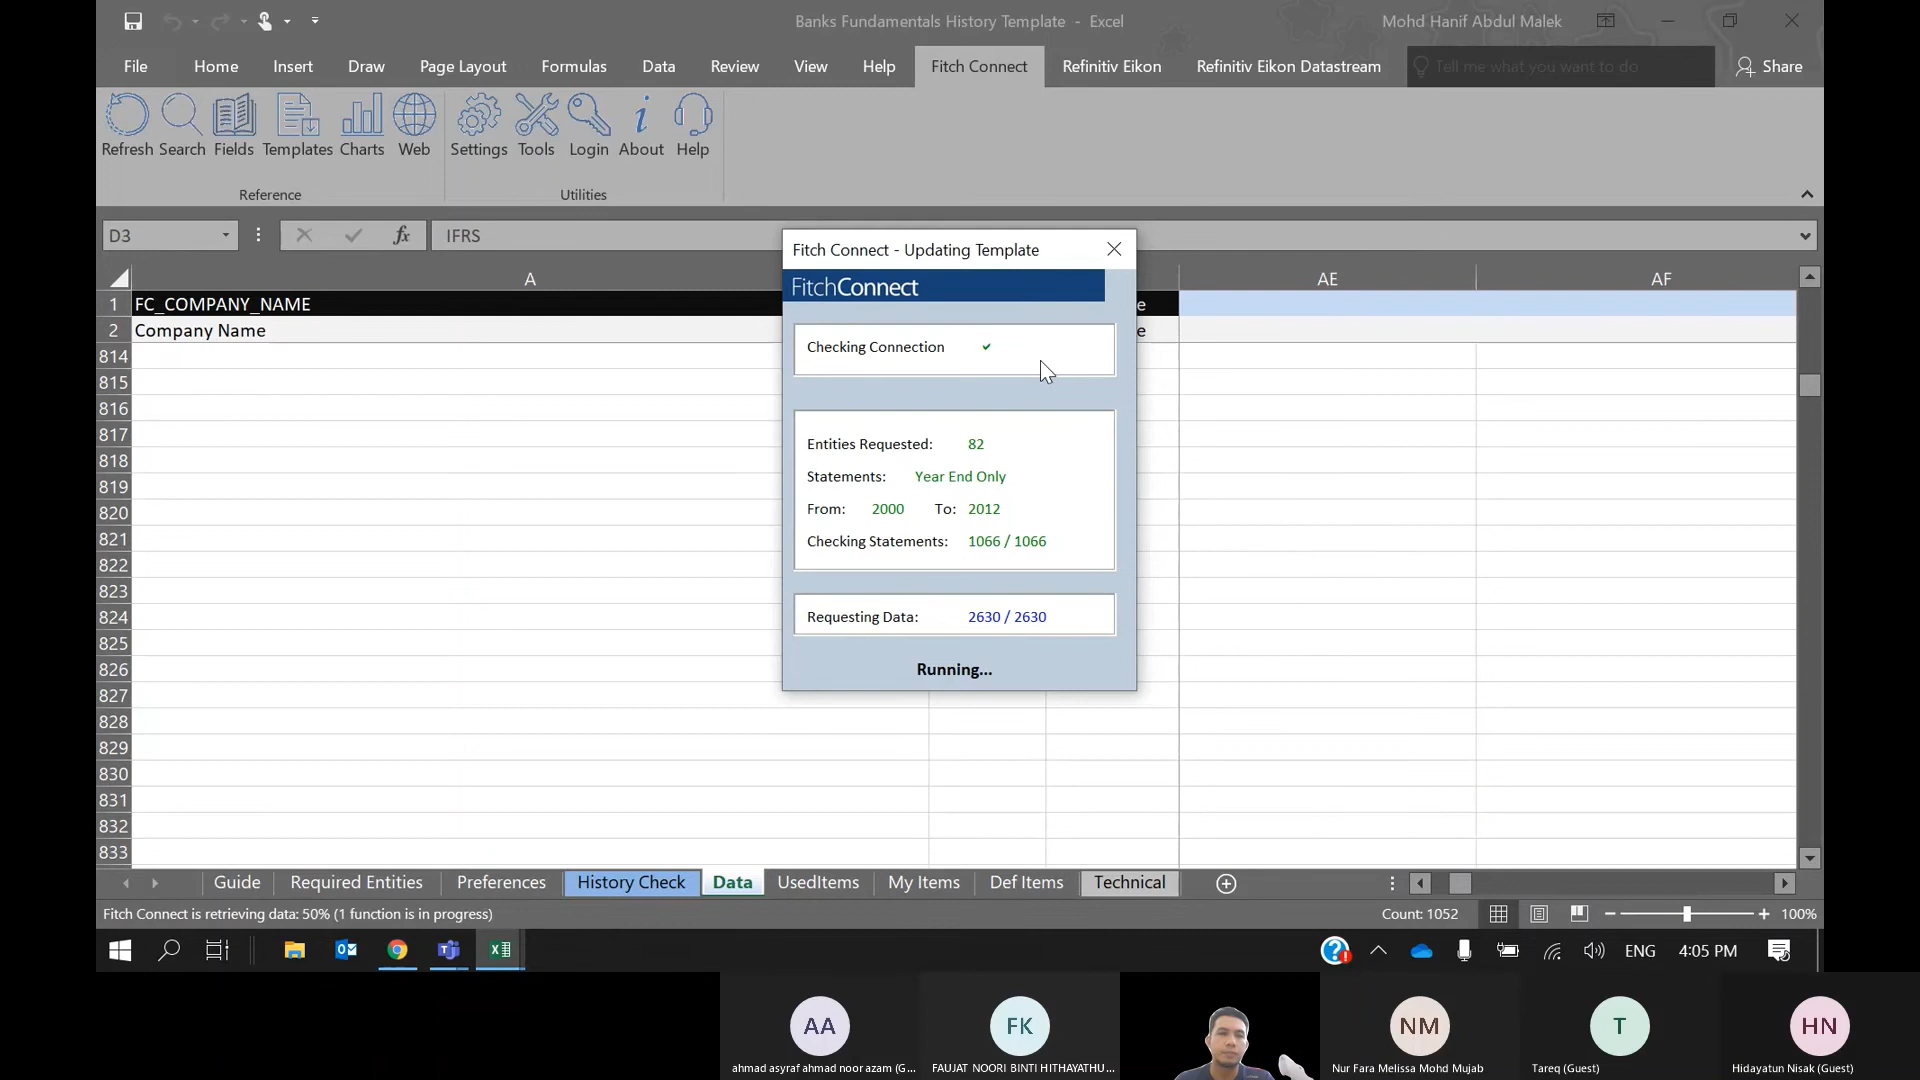 Banks Fundamentals History Template - Excel
Mohd Hanif Abdul Malek
File Home Insert Draw Page Layout Formulas Data Review View Help Fitch Connect Refinitiv Eikon Refinitiv Eikon Datastream Tell me what you want to do Share
Refresh Search Fields Templates Charts Web Settings Tools Login About Help
Reference Utilities
D3 fx IFRS
A AE AF
1 FC_COMPANY_NAME e
2 Company Name e
814
815
816
817
818
819
820
821
822
823
824
825
826
827
828
829
830
831
832
833
Fitch Connect - Updating Template
FitchConnect
Checking Connection
Entities Requested: 82
Statements: Year End Only
From: 2000 To: 2012
Checking Statements: 1066 / 1066
Requesting Data: 2630 / 2630
Running...
Guide Required Entities Preferences History Check Data UsedItems My Items Def Items Technical
Fitch Connect is retrieving data: 50% (1 function is in progress) Count: 1052 100%
ENG 4:05 PM
AA FK NM T HN
ahmad asyraf ahmad noor azam (G... FAUJAT NOORI BINTI HITHAYATHU... Nur Fara Melissa Mohd Mujab Tareq (Guest) Hidayatun Nisak (Guest)